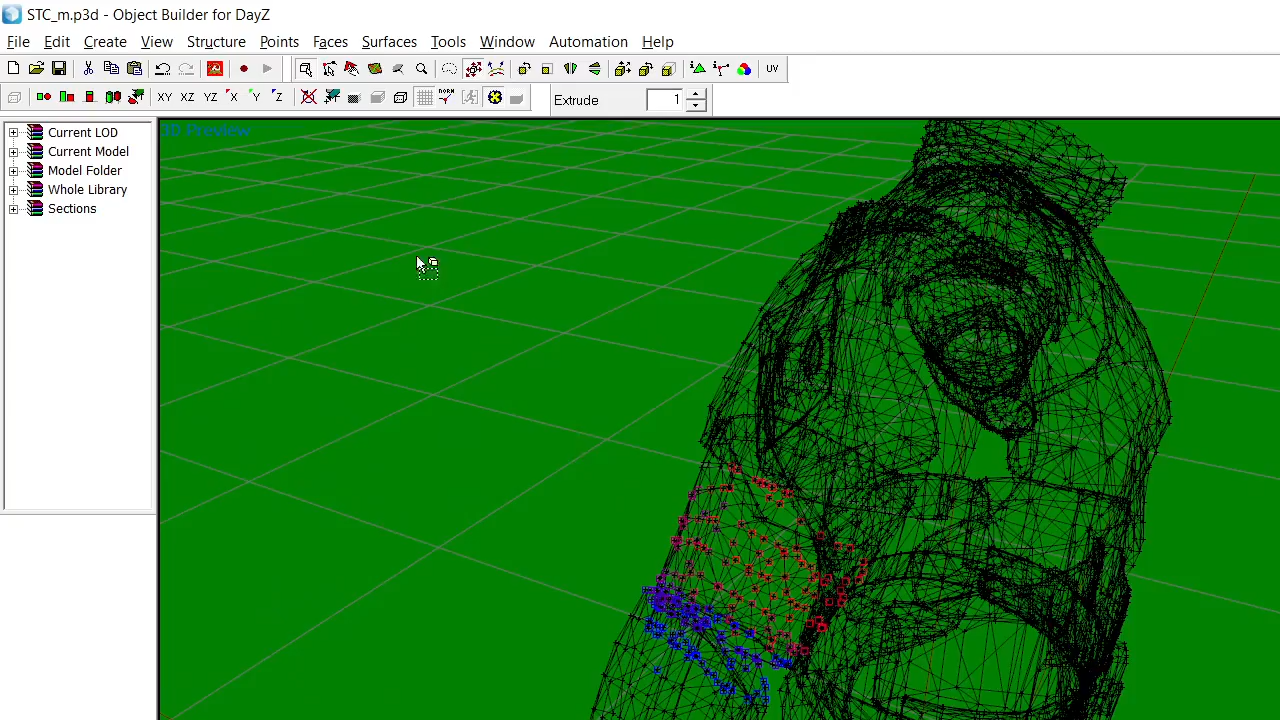 STC_m.p3d - Object Builder for DayZ
File Edit Create View Structure Points Faces Surfaces Tools Window Automation Help
UV
XY XZ YZ X Y Z NORM Extrude 1
3D Preview
Current LOD
Current Model
Model Folder
Whole Library
Sections